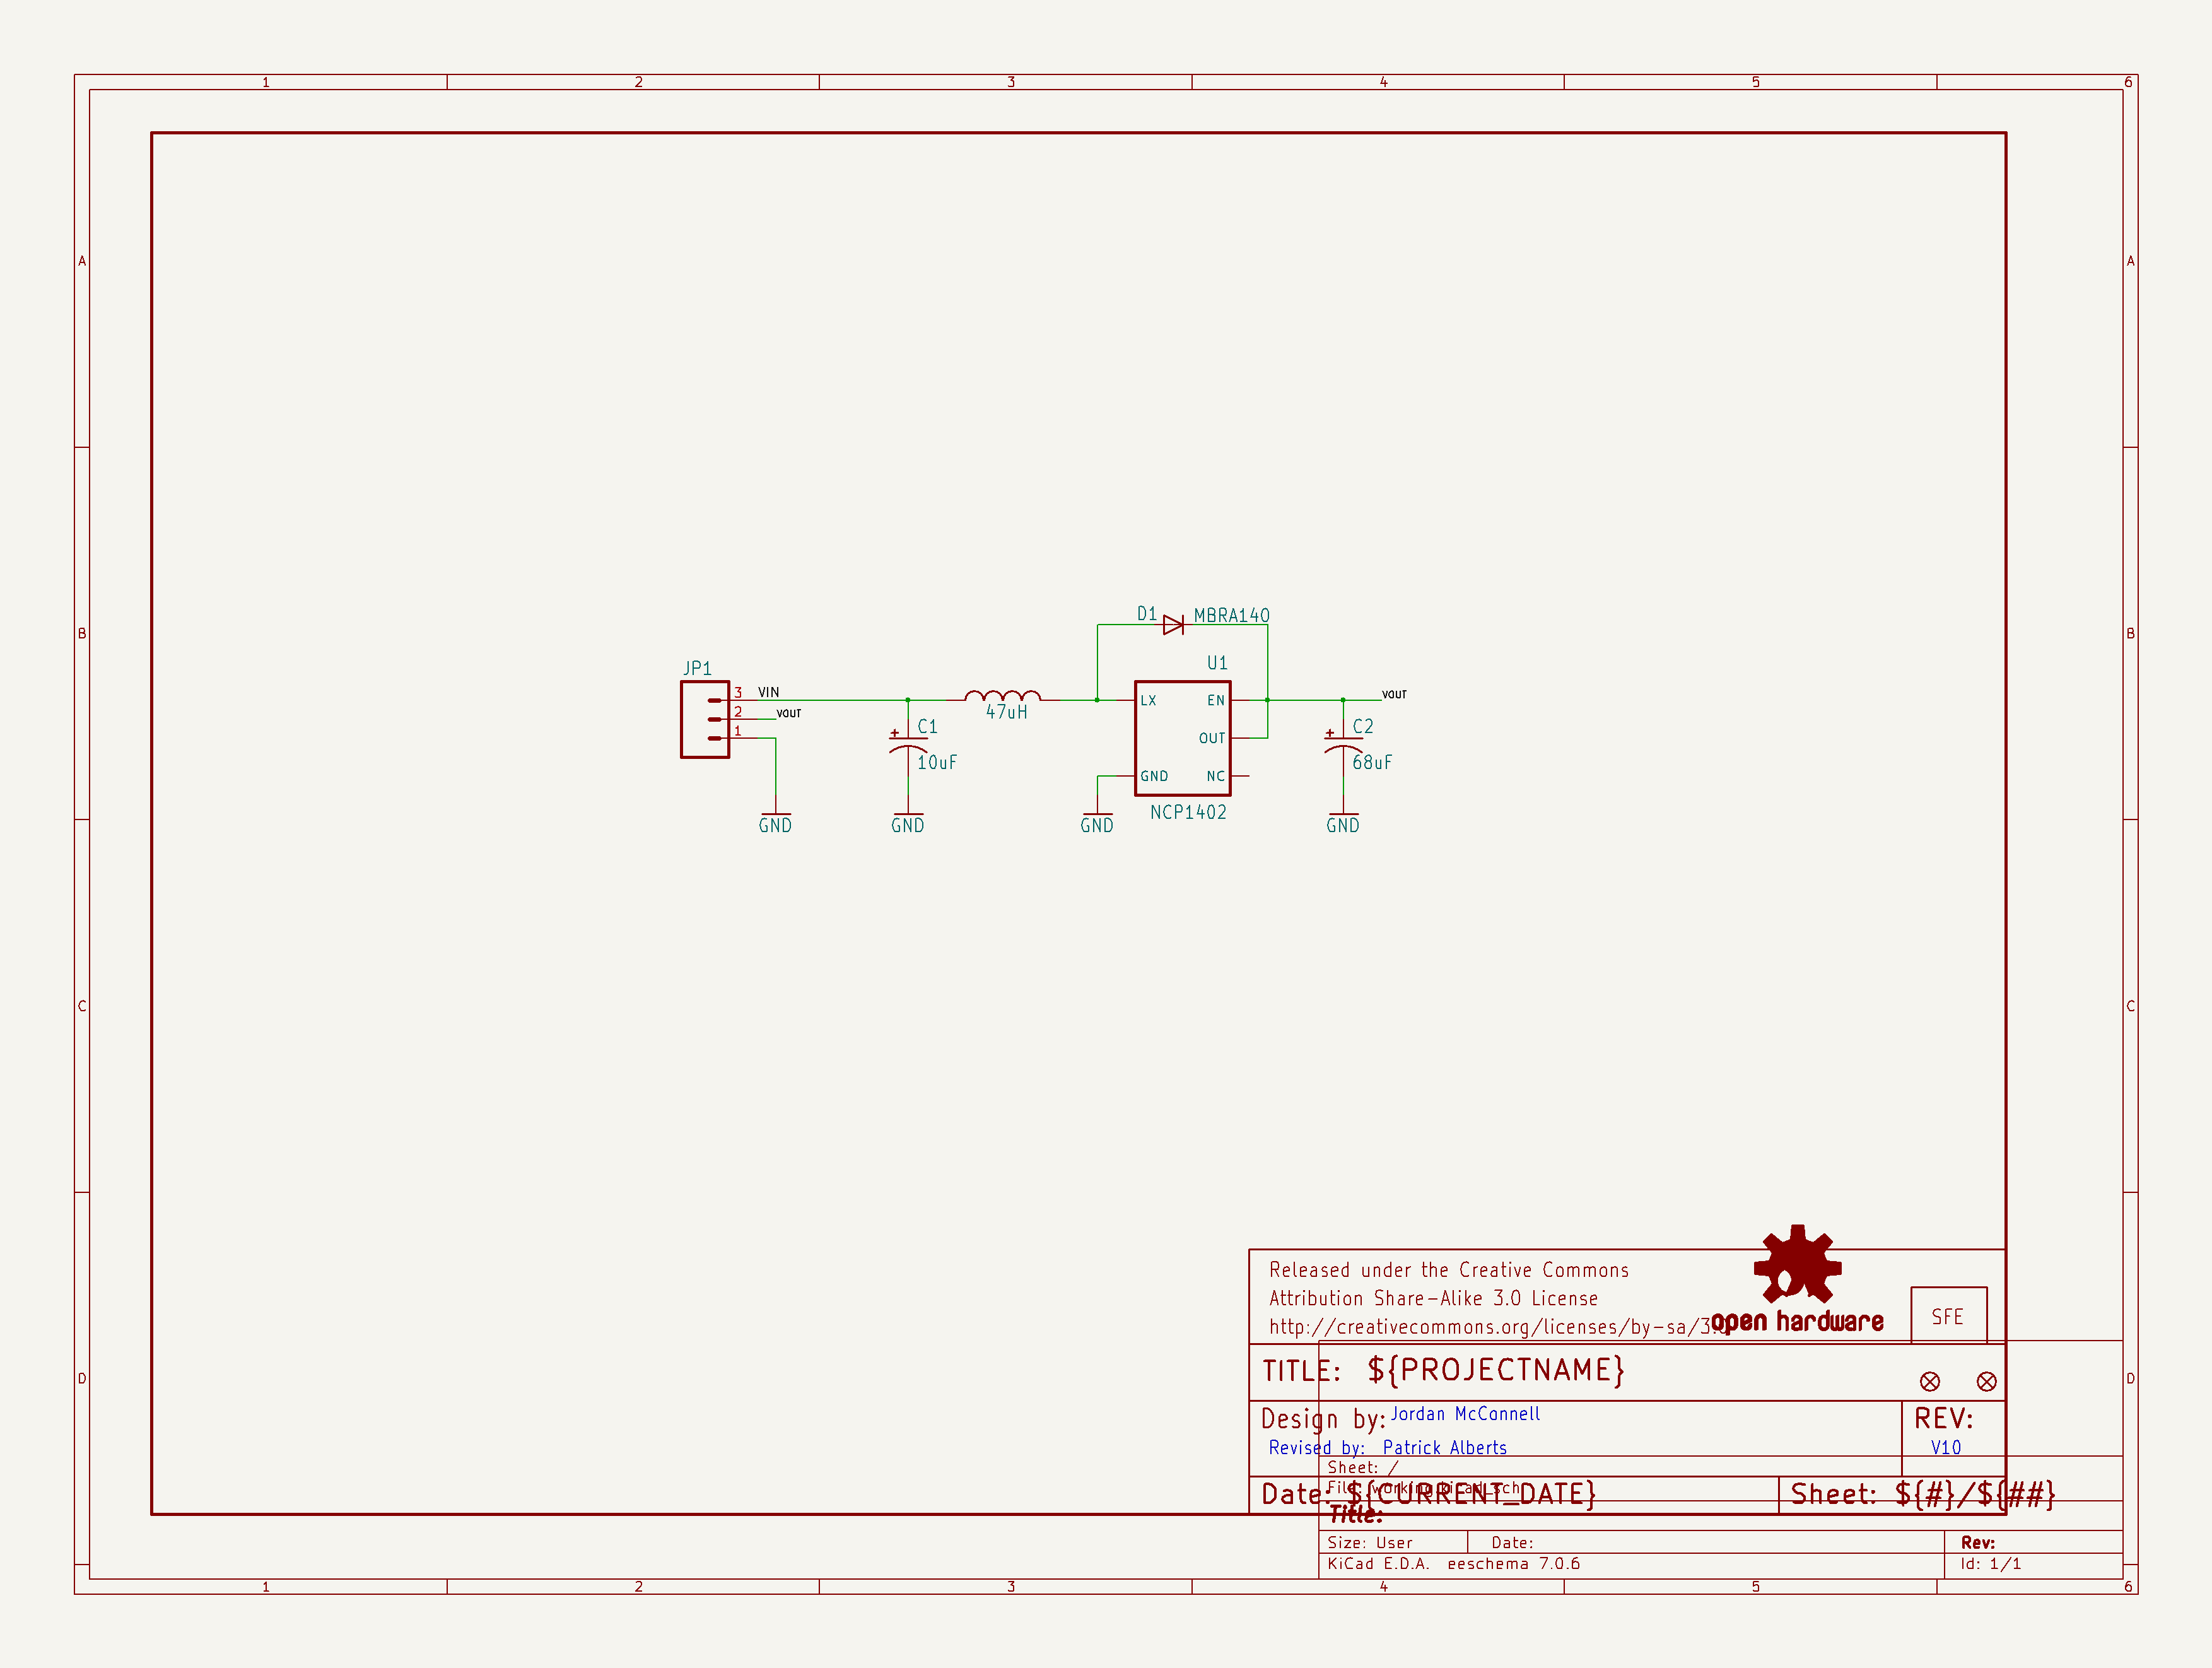 1 2 3 4 5 6
A A
B B
C C
D D
D1 MBRA140
U1
JP1
3 VIN
2 vout
1
47uH
LX EN
OUT
GND NC
vout
C1
10uF
C2
68uF
NCP1402
GND GND GND GND
Released under the Creative Commons
Attribution Share-Alike 3.0 License
http://creativecommons.org/licenses/by-sa/3.0
open hardware
SFE
TITLE: ${PROJECTNAME}
Design by: Jordan McConnell
REV:
Revised by: Patrick Alberts
V10
Sheet: /
File: working.kicad_sch
Date: ${CURRENT_DATE}
Sheet: ${#}/${##}
Title:
Size: User Date: Rev:
KiCad E.D.A. eeschema 7.0.6 Id: 1/1
1 2 3 4 5 6